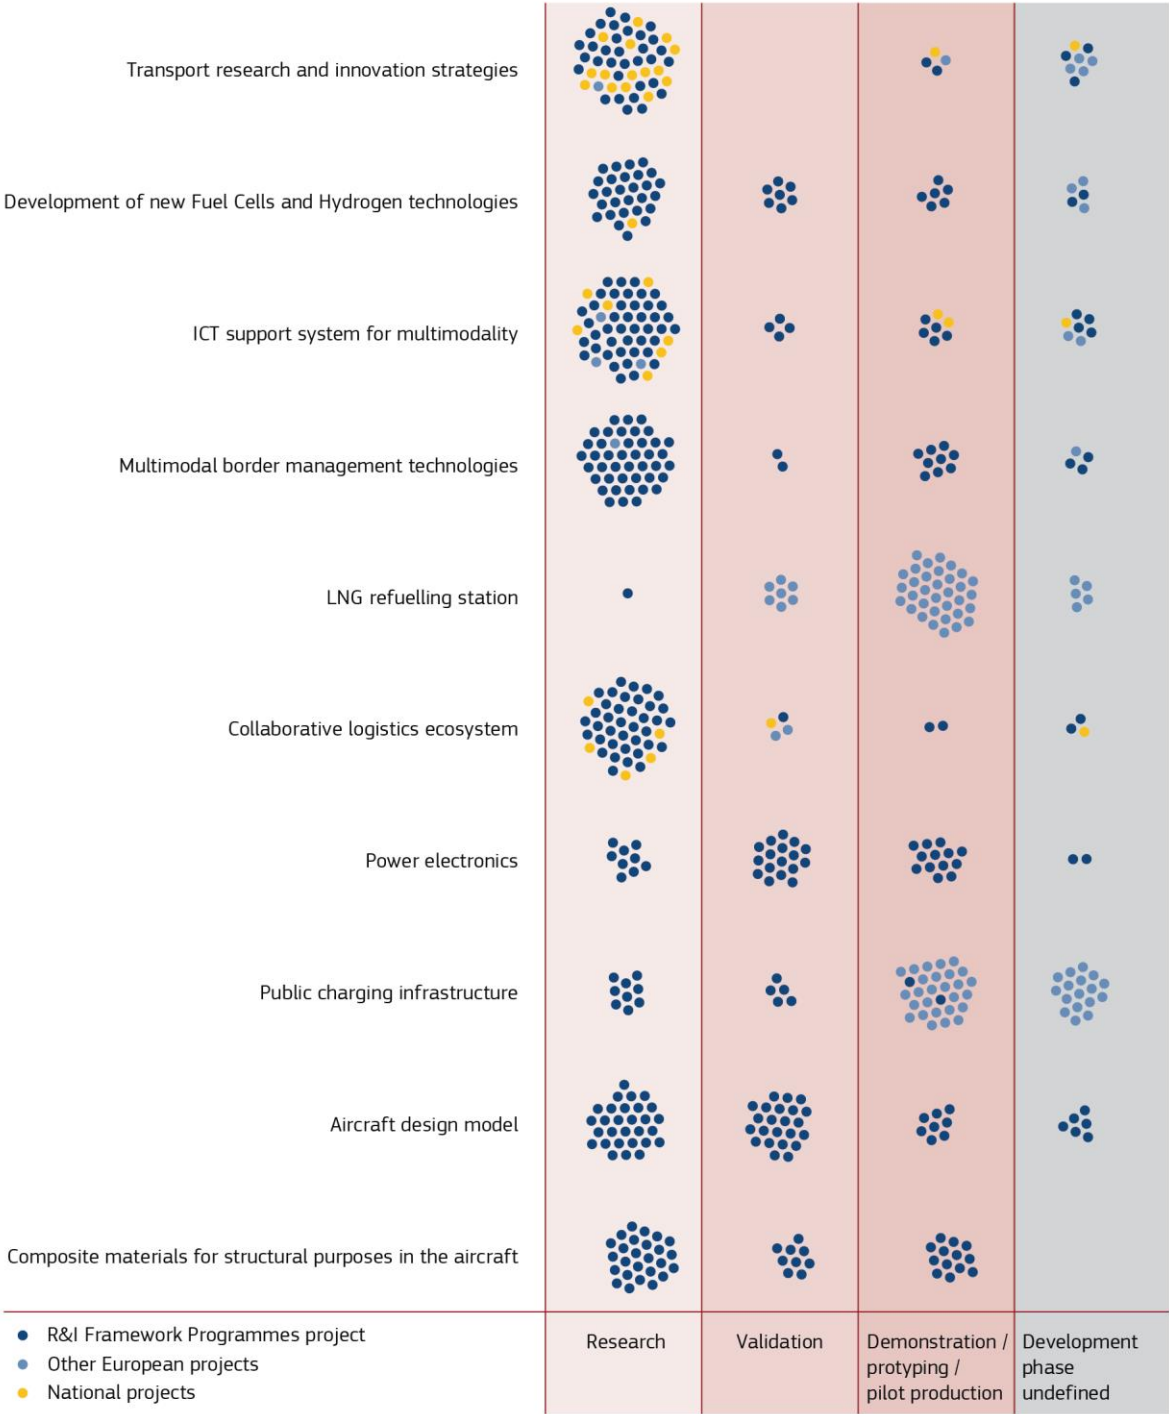 Transport research and innovation strategies
Development of new Fuel Cells and Hydrogen technologies
ICT support system for multimodality
Multimodal border management technologies
LNG refuelling station
Collaborative logistics ecosystem
Power electronics
Public charging infrastructure
Aircraft design model
Composite materials for structural purposes in the aircraft
R&I Framework Programmes project
Other European projects
National projects
Research
Validation
Demonstration /
protyping /
pilot production
Development
phase
undefined